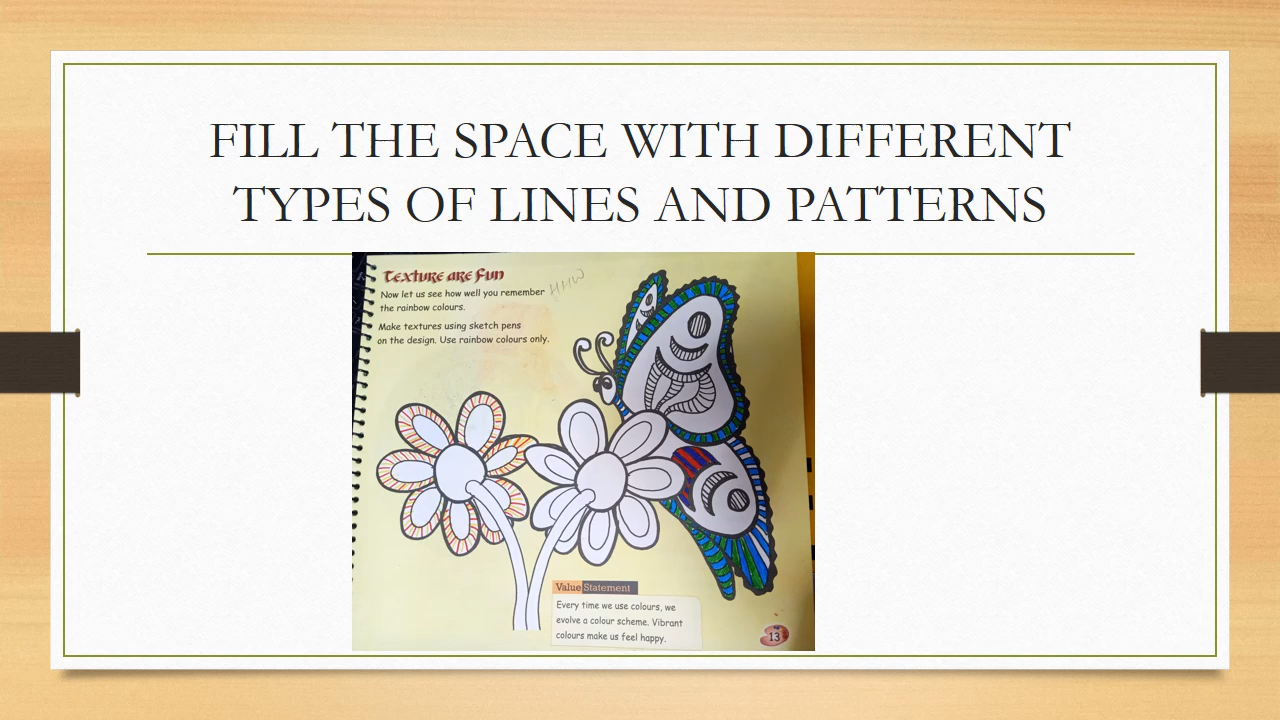 FILL THE SPACE WITH DIFFERENT
TYPES OF LINES AND PATTERNS
Texture are Fun
HHW
Now let us see how well you remember
the rainbow colours.
Make textures using sketch pens
on the design. Use rainbow colours only.
Value Statement
Every time we use colours, we
evolve a colour scheme. Vibrant
colours make us feel happy.
13